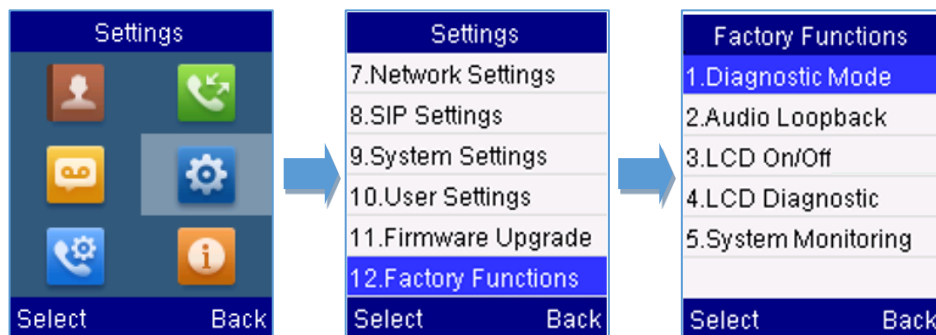 Settings
Select Back
Settings
7.Network Settings
8.SIP Settings
9.System Settings
10.User Settings
11.Firmware Upgrade
12.Factory Functions
Select Back
Factory Functions
1.Diagnostic Mode
2.Audio Loopback
3.LCD On/Off
4.LCD Diagnostic
5.System Monitoring
Select Back